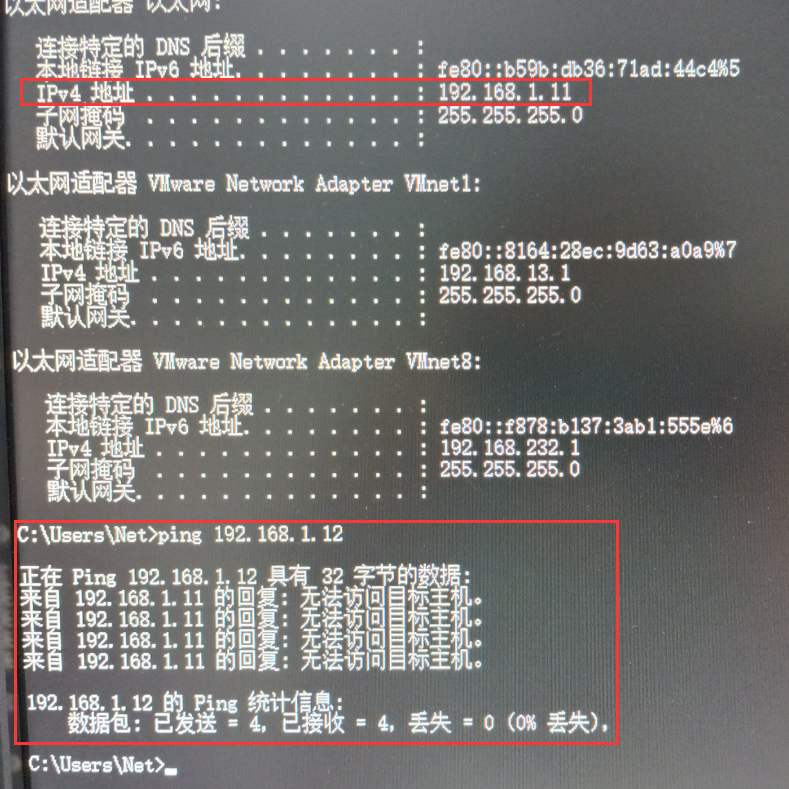 以太网适配器 以太网:
连接特定的 DNS 后缀 . . . . . . . :
本地链接 IPv6 地址. . . . . . . . : fe80::b59b:db36:71ad:44c4%5
IPv4 地址 . . . . . . . . . . . . : 192.168.1.11
子网掩码 . . . . . . . . . . . . : 255.255.255.0
默认网关. . . . . . . . . . . . . :
以太网适配器 VMware Network Adapter VMnet1:
连接特定的 DNS 后缀 . . . . . . . :
本地链接 IPv6 地址. . . . . . . . : fe80::8164:28ec:9d63:a0a9%7
IPv4 地址 . . . . . . . . . . . . : 192.168.13.1
子网掩码 . . . . . . . . . . . . : 255.255.255.0
默认网关. . . . . . . . . . . . . :
以太网适配器 VMware Network Adapter VMnet8:
连接特定的 DNS 后缀 . . . . . . . :
本地链接 IPv6 地址. . . . . . . . : fe80::f878:b137:3ab1:555e%6
IPv4 地址 . . . . . . . . . . . . : 192.168.232.1
子网掩码 . . . . . . . . . . . . : 255.255.255.0
默认网关. . . . . . . . . . . . . :
C:\Users\Net>ping 192.168.1.12
正在 Ping 192.168.1.12 具有 32 字节的数据:
来自 192.168.1.11 的回复: 无法访问目标主机。
来自 192.168.1.11 的回复: 无法访问目标主机。
来自 192.168.1.11 的回复: 无法访问目标主机。
来自 192.168.1.11 的回复: 无法访问目标主机。
192.168.1.12 的 Ping 统计信息:
数据包: 已发送 = 4, 已接收 = 4, 丢失 = 0 (0% 丢失),
C:\Users\Net>_